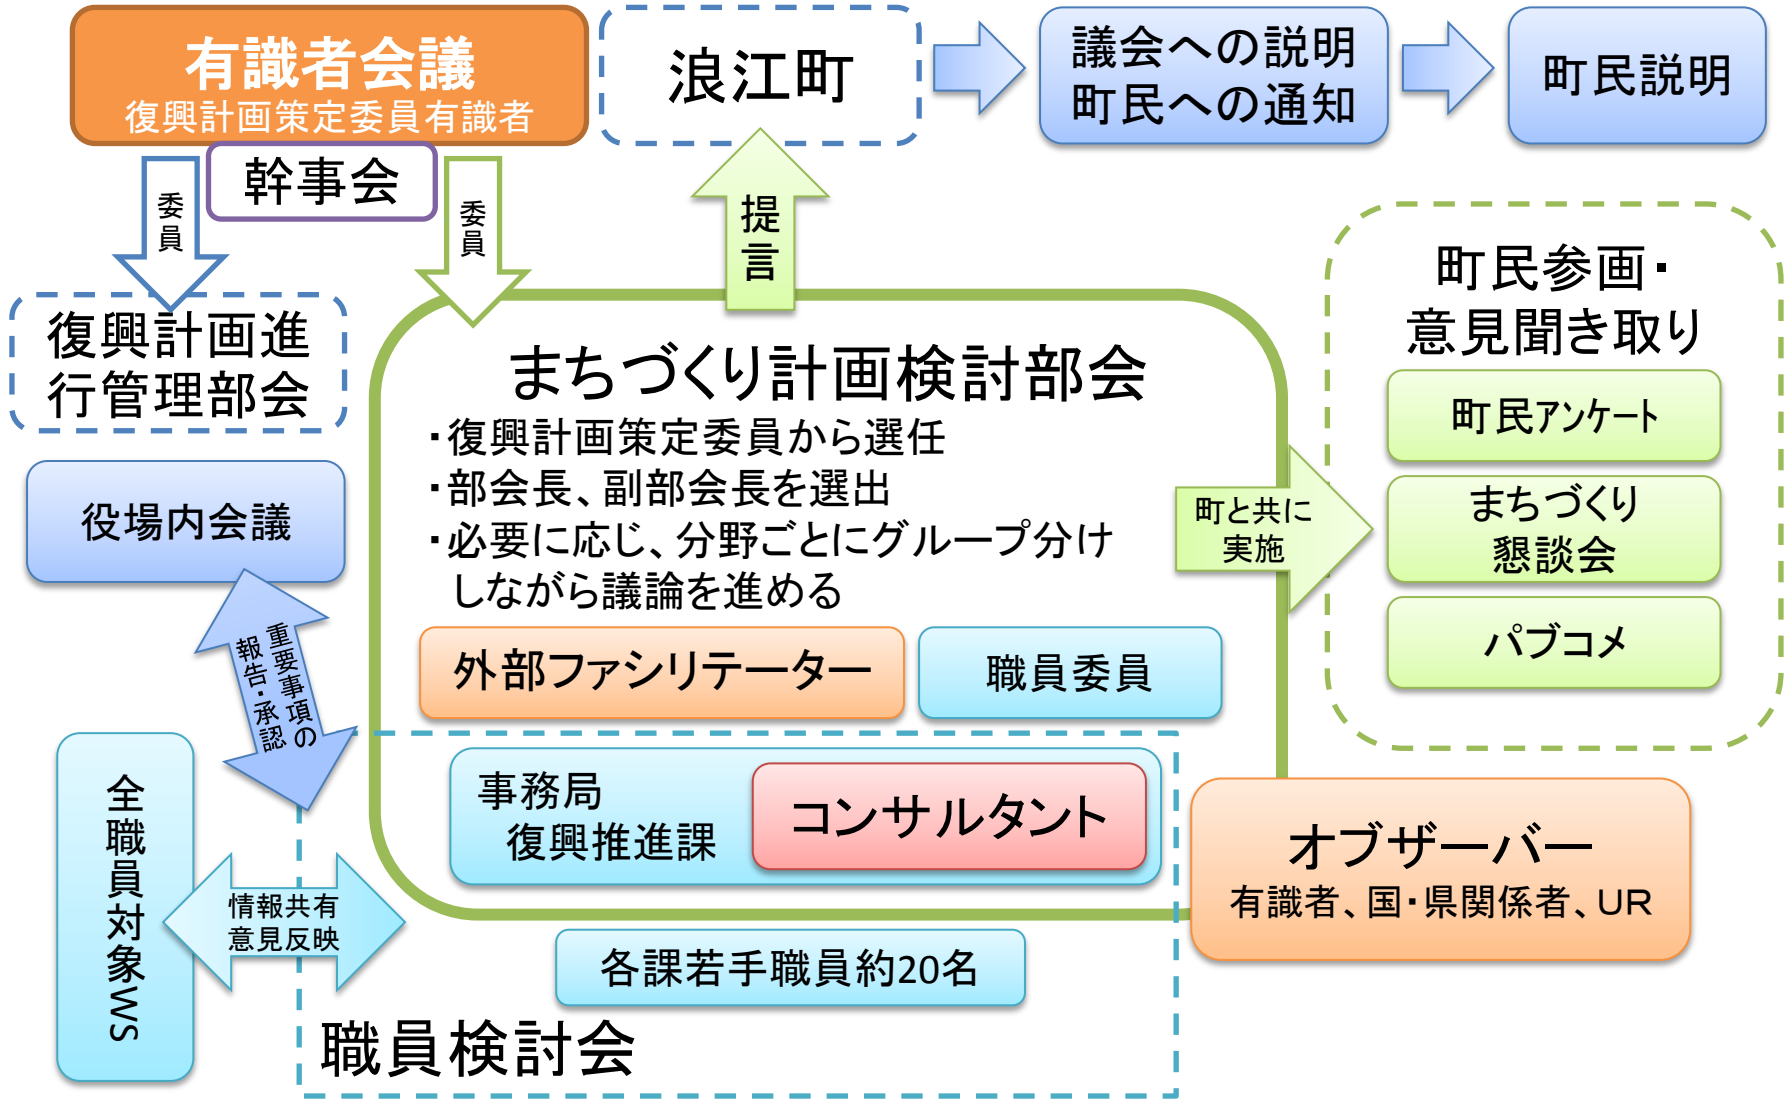 有識者会議
復興計画策定委員有識者
幹事会
浪江町
議会への説明
町民への通知
町民説明
委員
委員
提言
復興計画進
行管理部会
まちづくり計画検討部会
・復興計画策定委員から選任
・部会長、副部会長を選出
・必要に応じ、分野ごとにグループ分け
しながら議論を進める
町と共に
実施
町民参画・
意見聞き取り
町民アンケート
まちづくり
懇談会
パブコメ
役場内会議
重要事項の
報告・承認
外部ファシリテーター
職員委員
事務局
復興推進課
コンサルタント
オブザーバー
有識者、国・県関係者、UR
全職員対象WS
情報共有
意見反映
各課若手職員約20名
職員検討会